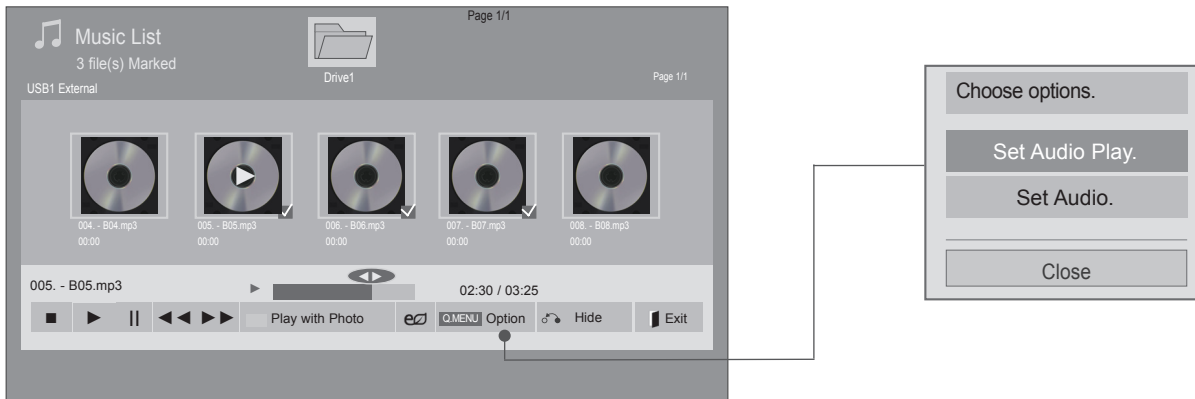 Page 1/1
Music List
3 file(s) Marked
Drive1
Page 1/1
USB1 External
004. - B04.mp3
00:00
005. - B05.mp3
00:00
006. - B06.mp3
00:00
007. - B07.mp3
00:00
008. - B08.mp3
00:00
005. - B05.mp3
02:30 / 03:25
Play with Photo
Q.MENU Option
Hide
Exit
Choose options.
Set Audio Play.
Set Audio.
Close